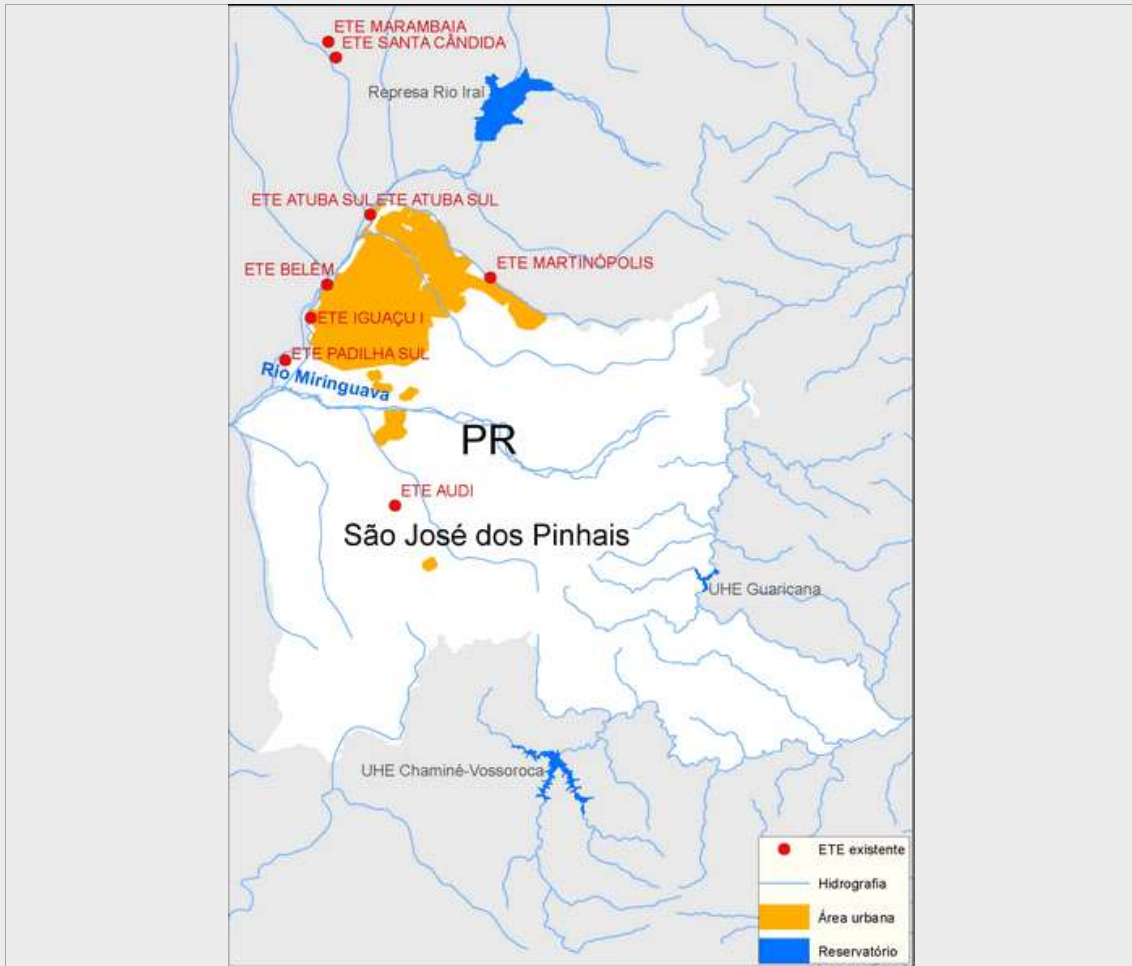 ETE MARAMBAIA
ETE SANTA CÂNDIDA
Represa Rio Iraí
ETE ATUBA SUL ETE ATUBA SUL
ETE MARTINÓPOLIS
ETE BELÉM
ETE IGUAÇU I
ETE PADILHA SUL
Rio Miringuava
PR
ETE AUDI
São José dos Pinhais
UHE Guaricana
UHE Chaminé-Vossoroca
ETE existente
Hidrografia
Área urbana
Reservatório